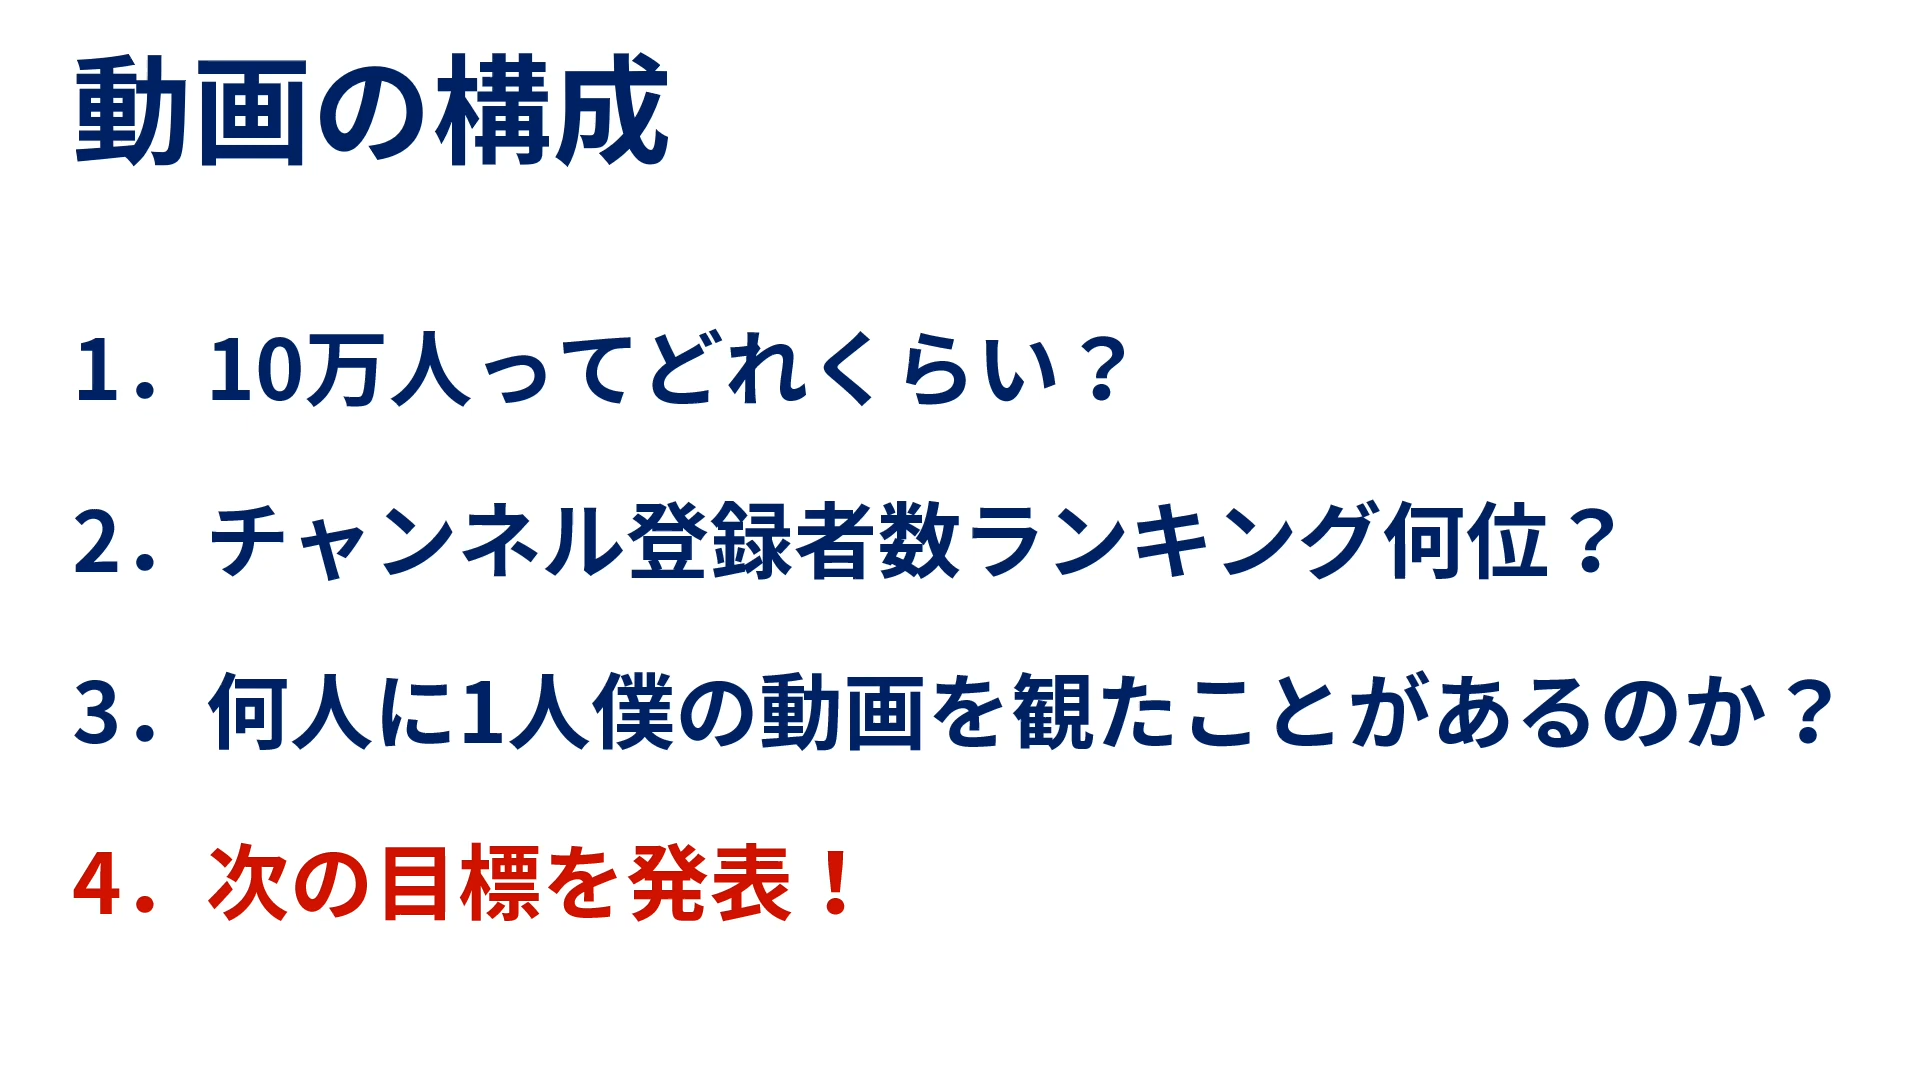 動画の構成
1．10万人ってどれくらい？
2．チャンネル登録者数ランキング何位？
3．何人に1人僕の動画を観たことがあるのか？
4．次の目標を発表！